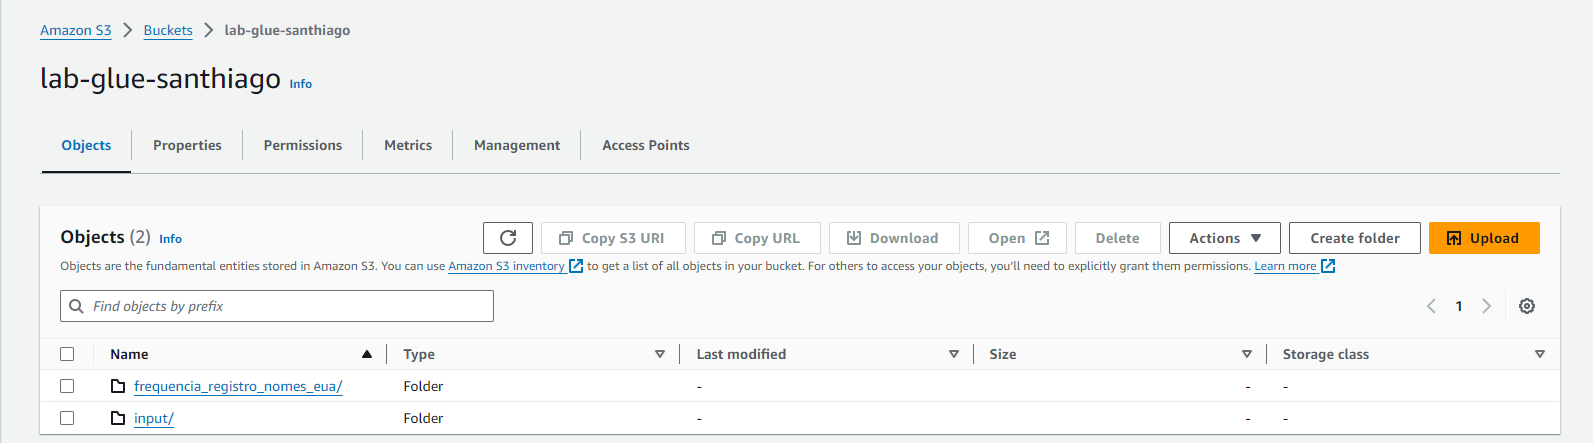 Amazon S3 > Buckets > lab-glue-santhiago
lab-glue-santhiago Info
Objects Properties Permissions Metrics Management Access Points
Objects (2) Info Copy S3 URI Copy URL Download Open Delete Actions Create folder Upload
Objects are the fundamental entities stored in Amazon S3. You can use Amazon S3 inventory to get a list of all objects in your bucket. For others to access your objects, you'll need to explicitly grant them permissions. Learn more
Find objects by prefix 1
Name Type Last modified Size Storage class
frequencia_registro_nomes_eua/ Folder - - -
input/ Folder - - -